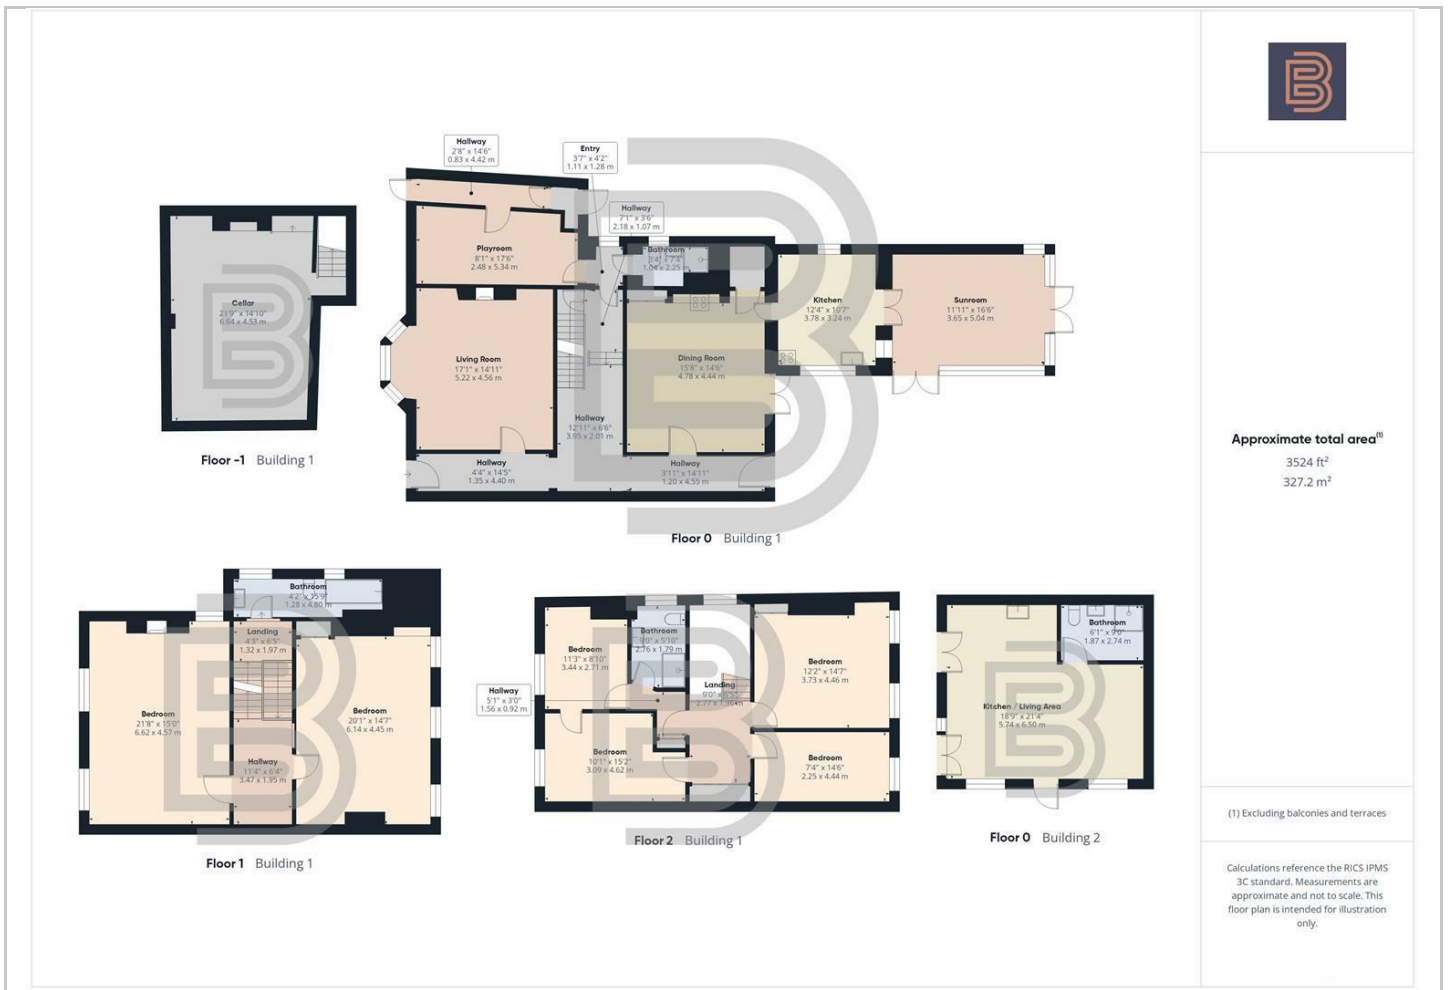 Hallway
2'8" x 14'6"
0.83 x 4.42 m
Entry
3'7" x 4'2"
1.11 x 1.28 m
Hallway
7'1" x 3'6"
2.18 x 1.07 m
Playroom
8'1" x 17'6"
2.48 x 5.34 m
Bathroom
3'4" x 7'4"
1.04 x 2.25 m
Cellar
21'9" x 14'10"
6.64 x 4.53 m
Kitchen
12'4" x 10'7"
3.78 x 3.24 m
Sunroom
11'11" x 16'6"
3.65 x 5.04 m
Living Room
17'1" x 14'11"
5.22 x 4.56 m
Dining Room
15'8" x 14'6"
4.78 x 4.44 m
Hallway
12'11" x 6'6"
3.95 x 2.01 m
Hallway
4'4" x 14'5"
1.35 x 4.40 m
Hallway
3'11" x 14'11"
1.20 x 4.55 m
Floor -1 Building 1
Floor 0 Building 1
Bathroom
4'2" x 15'9"
1.28 x 4.80 m
Landing
4'3" x 6'5"
1.32 x 1.97 m
Bedroom
21'8" x 15'0"
6.62 x 4.57 m
Bedroom
20'1" x 14'7"
6.14 x 4.45 m
Hallway
11'4" x 6'4"
3.47 x 1.95 m
Floor 1 Building 1
Bedroom
11'3" x 8'10"
3.44 x 2.71 m
Bathroom
9'0" x 5'10"
2.76 x 1.79 m
Hallway
5'1" x 3'0"
1.56 x 0.92 m
Landing
Bedroom
12'2" x 14'7"
3.73 x 4.46 m
Bedroom
10'1" x 15'2"
3.09 x 4.62 m
Bedroom
7'4" x 14'6"
2.25 x 4.44 m
Floor 2 Building 1
Bathroom
6'1" x 9'0"
1.87 x 2.74 m
Kitchen / Living Area
18'9" x 21'4"
5.74 x 6.50 m
Floor 0 Building 2
Approximate total area(1)
3524 ft²
327.2 m²
(1) Excluding balconies and terraces
Calculations reference the RICS IPMS
3C standard. Measurements are
approximate and not to scale. This
floor plan is intended for illustration
only.